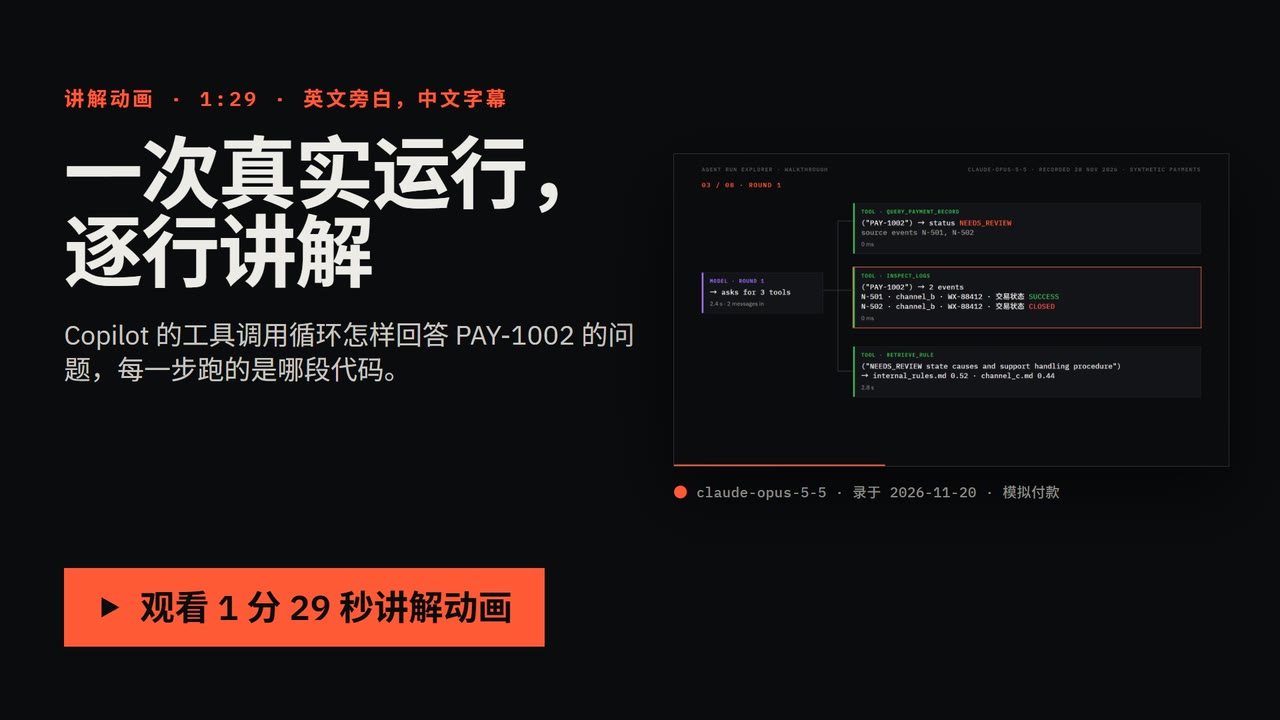 讲解动画 · 1:29 · 英文旁白，中文字幕
一次真实运行，
逐行讲解
Copilot 的工具调用循环怎样回答 PAY-1002 的问
题，每一步跑的是哪段代码。
AGENT RUN EXPLORER · WALKTHROUGH
CLAUDE-OPUS-5-5 · RECORDED 20 NOV 2026 · SYNTHETIC PAYMENTS
03 / 08 · ROUND 1
TOOL · QUERY_PAYMENT_RECORD
("PAY-1002") → status NEEDS_REVIEW
source events N-501, N-502
0 ms
MODEL · ROUND 1
→ asks for 3 tools
2.4 s · 2 messages in
TOOL · INSPECT_LOGS
("PAY-1002") → 2 events
N-501 · channel_b · WX-88412 · 交易状态 SUCCESS
N-502 · channel_b · WX-88412 · 交易状态 CLOSED
0 ms
TOOL · RETRIEVE_RULE
("NEEDS_REVIEW state causes and support handling procedure")
→ internal_rules.md 0.52 · channel_c.md 0.44
2.8 s
claude-opus-5-5 · 录于 2026-11-20 · 模拟付款
▶ 观看 1 分 29 秒讲解动画